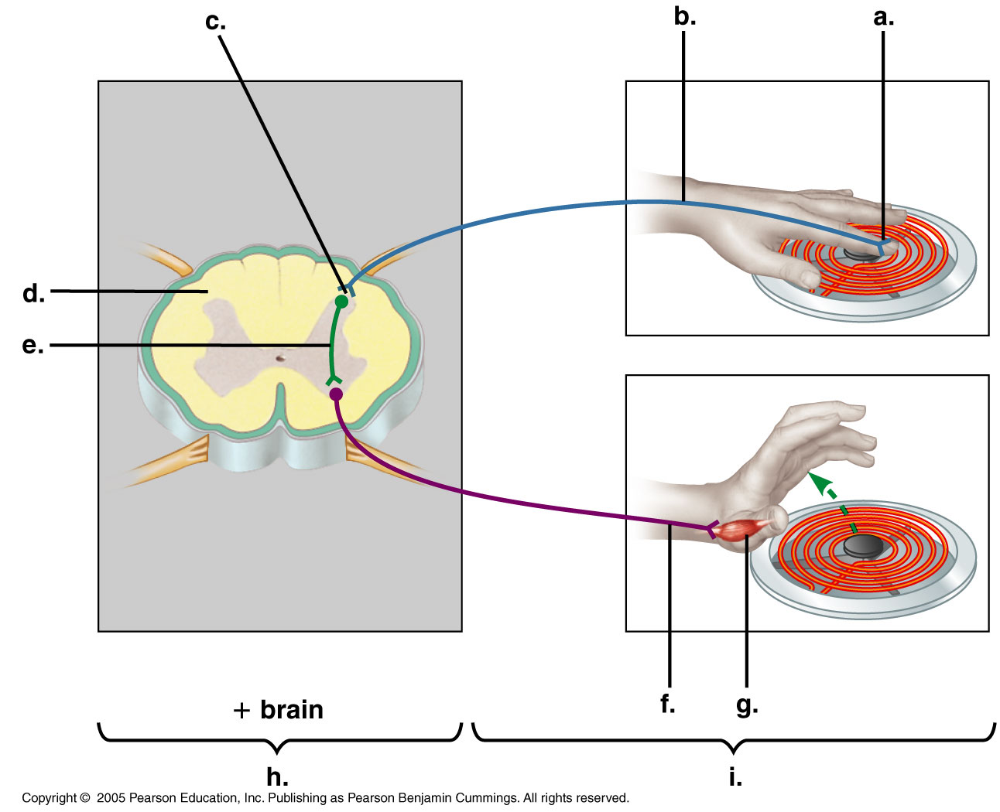 c.
b.
a.
d.
e.
f.
g.
+ brain
h.
i.
Copyright © 2005 Pearson Education, Inc. Publishing as Pearson Benjamin Cummings. All rights reserved.